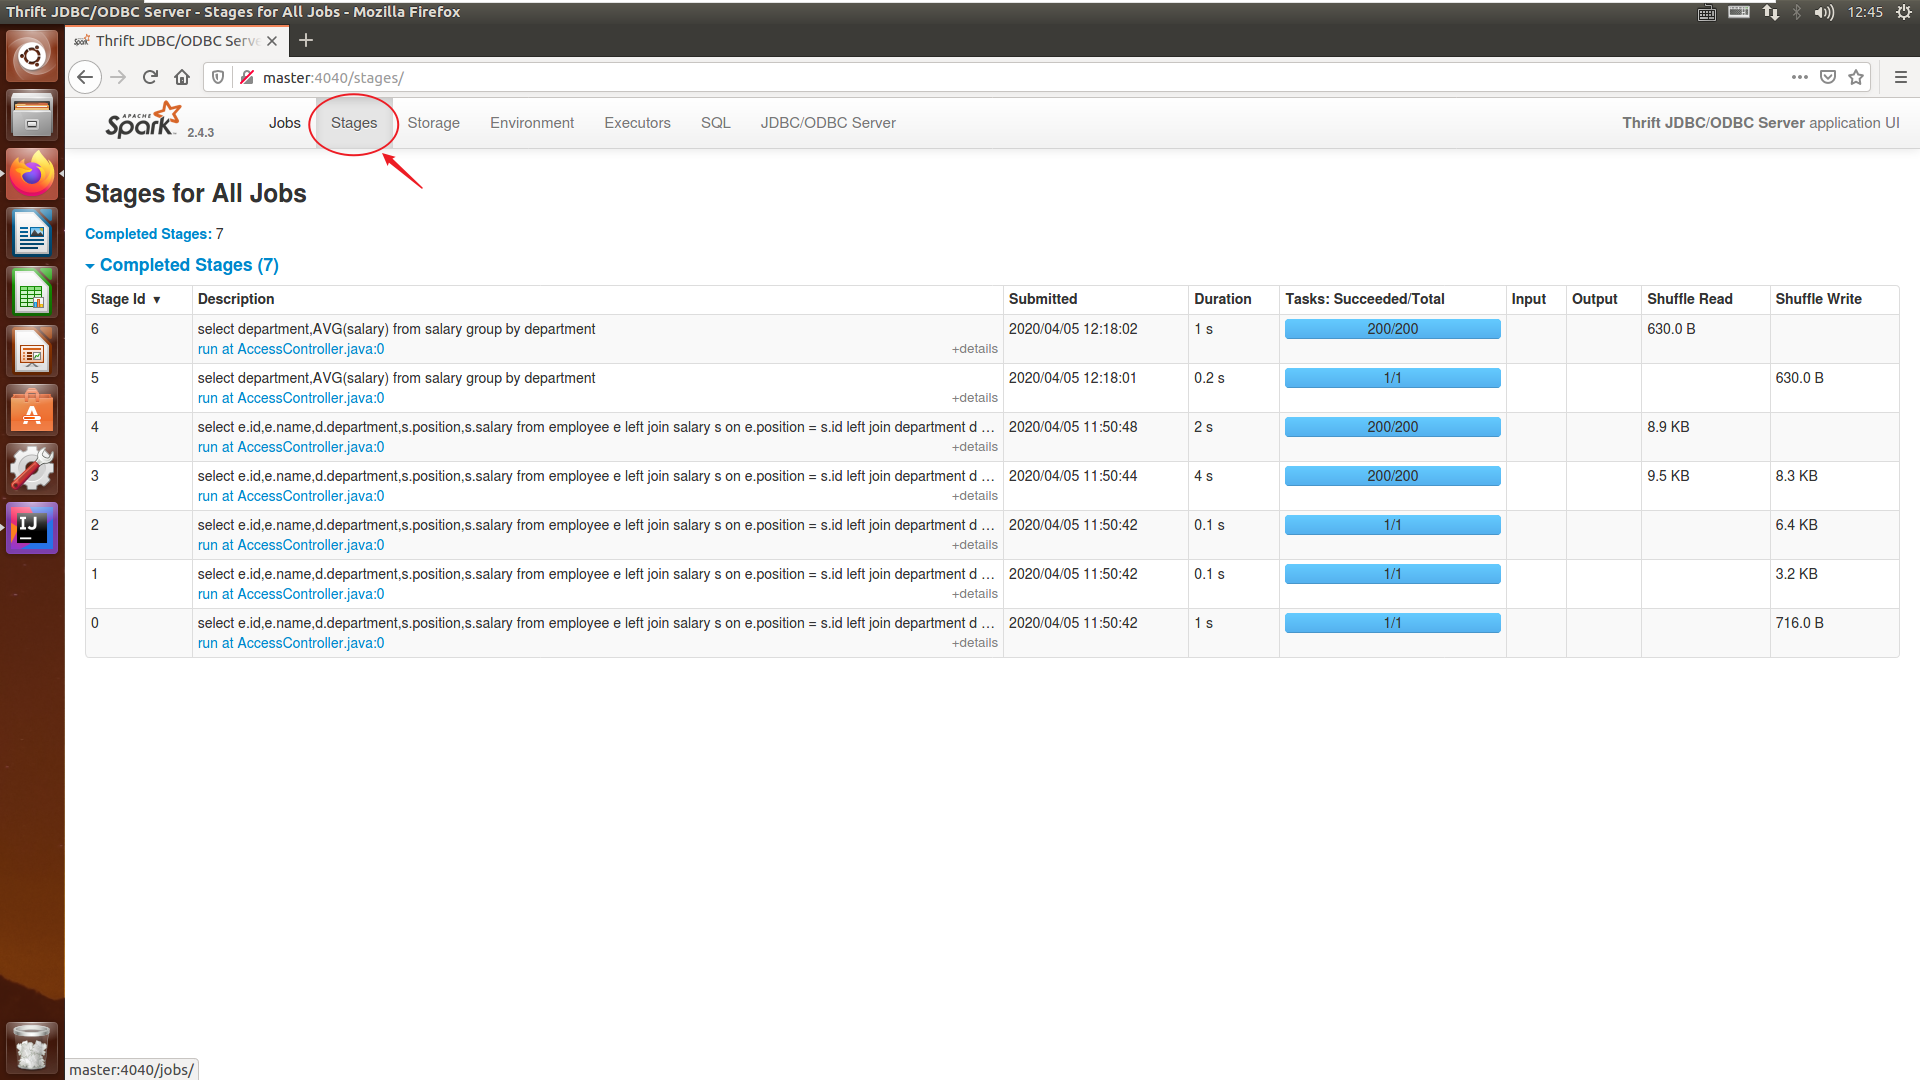 Thrift JDBC/ODBC Server - Stages for All Jobs - Mozilla Firefox
12:45
Thrift JDBC/ODBC Serve
master:4040/stages/
APACHE Spark 2.4.3
Jobs Stages Storage Environment Executors SQL JDBC/ODBC Server
Thrift JDBC/ODBC Server application UI
Stages for All Jobs
Completed Stages: 7
Completed Stages (7)
Stage Id ▼ Description Submitted Duration Tasks: Succeeded/Total Input Output Shuffle Read Shuffle Write
6 select department,AVG(salary) from salary group by department 2020/04/05 12:18:02 1 s 200/200 630.0 B
run at AccessController.java:0 +details
5 select department,AVG(salary) from salary group by department 2020/04/05 12:18:01 0.2 s 1/1 630.0 B
run at AccessController.java:0 +details
4 select e.id,e.name,d.department,s.position,s.salary from employee e left join salary s on e.position = s.id left join department d ... 2020/04/05 11:50:48 2 s 200/200 8.9 KB
run at AccessController.java:0 +details
3 select e.id,e.name,d.department,s.position,s.salary from employee e left join salary s on e.position = s.id left join department d ... 2020/04/05 11:50:44 4 s 200/200 9.5 KB 8.3 KB
run at AccessController.java:0 +details
2 select e.id,e.name,d.department,s.position,s.salary from employee e left join salary s on e.position = s.id left join department d ... 2020/04/05 11:50:42 0.1 s 1/1 6.4 KB
run at AccessController.java:0 +details
1 select e.id,e.name,d.department,s.position,s.salary from employee e left join salary s on e.position = s.id left join department d ... 2020/04/05 11:50:42 0.1 s 1/1 3.2 KB
run at AccessController.java:0 +details
0 select e.id,e.name,d.department,s.position,s.salary from employee e left join salary s on e.position = s.id left join department d ... 2020/04/05 11:50:42 1 s 1/1 716.0 B
run at AccessController.java:0 +details
IJ
master:4040/jobs/